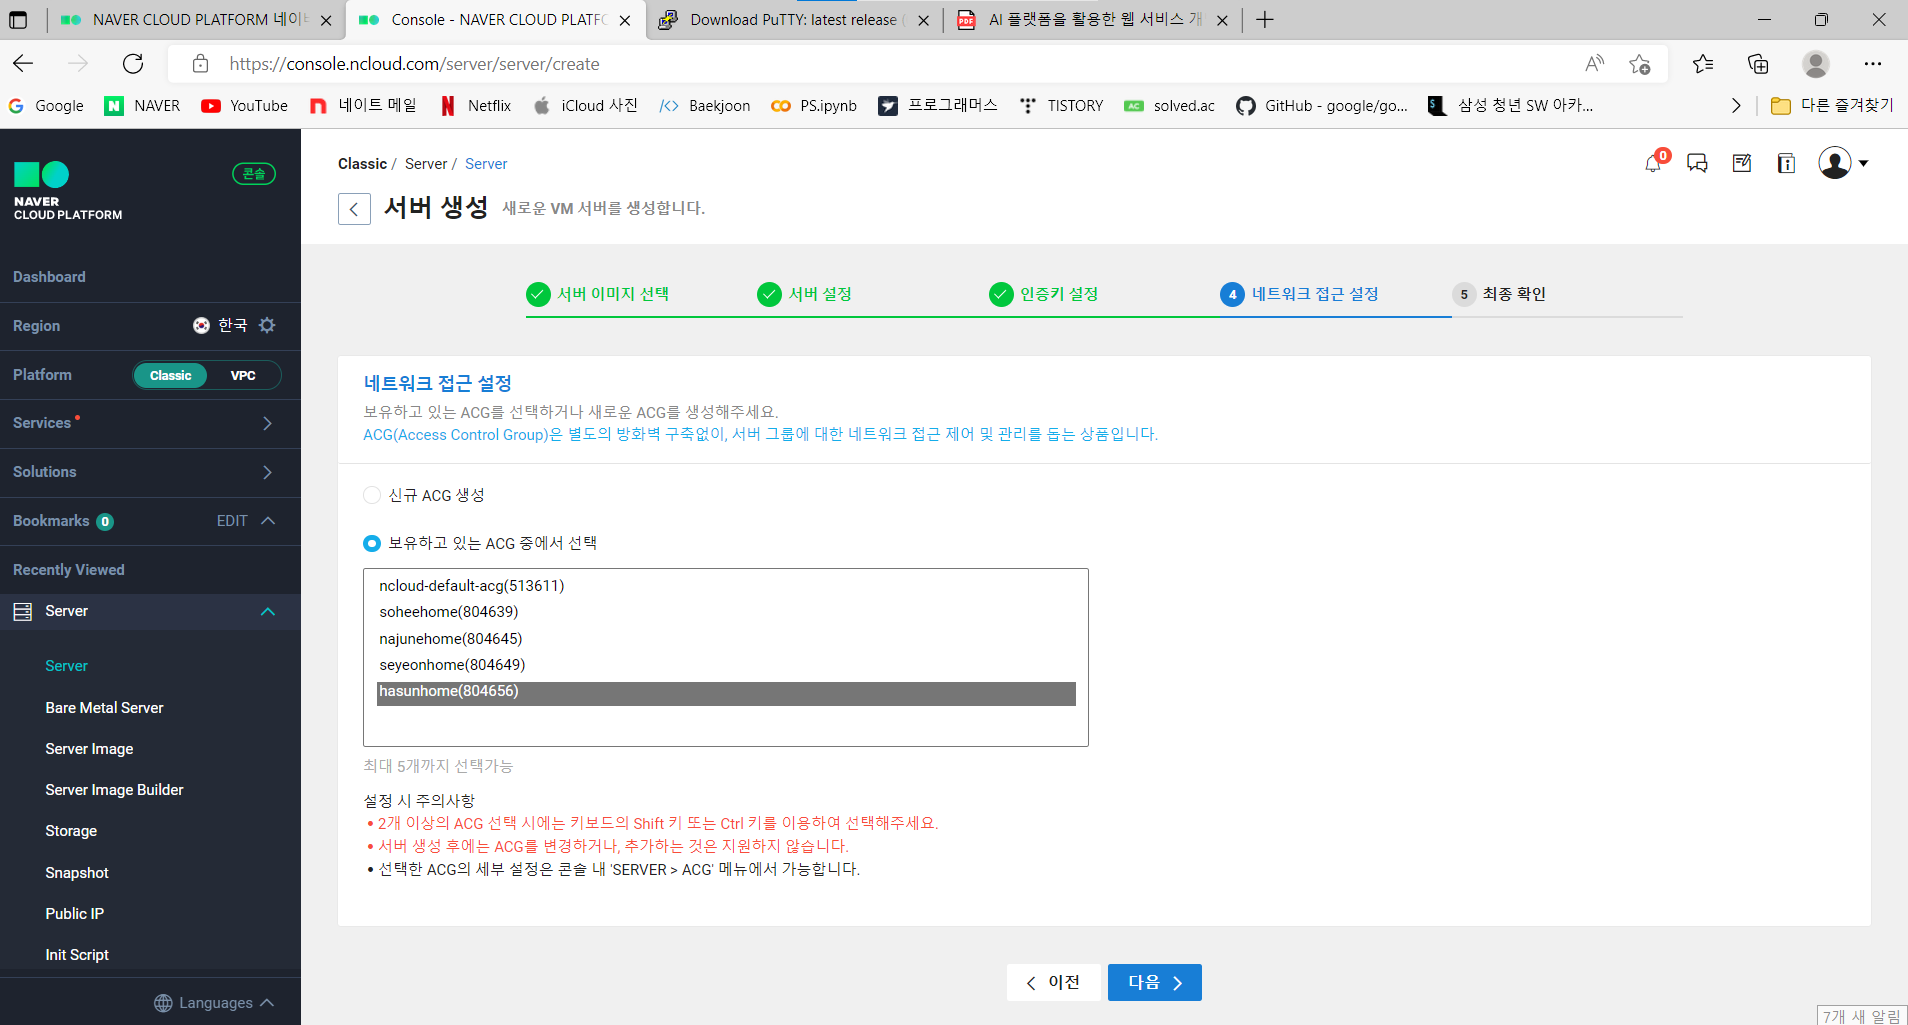 NAVER CLOUD PLATFORM 네이
Console - NAVER CLOUD PLATFO
Download PuTTY: latest release (
AI 플랫폼을 활용한 웹 서비스 개
https://console.ncloud.com/server/server/create
Google NAVER YouTube 네이트 메일 Netflix iCloud 사진 Baekjoon PS.ipynb 프로그래머스 TISTORY solved.ac GitHub - google/go... 삼성 청년 SW 아카... 다른 즐겨찾기
NAVER
CLOUD PLATFORM
콘솔
Dashboard
Region 한국
Platform Classic VPC
Services
Solutions
Bookmarks 0 EDIT
Recently Viewed
Server
Server
Bare Metal Server
Server Image
Server Image Builder
Storage
Snapshot
Public IP
Init Script
Languages
Classic / Server / Server
0
서버 생성 새로운 VM 서버를 생성합니다.
서버 이미지 선택
서버 설정
인증키 설정
4 네트워크 접근 설정
5 최종 확인
네트워크 접근 설정
보유하고 있는 ACG를 선택하거나 새로운 ACG를 생성해주세요.
ACG(Access Control Group)은 별도의 방화벽 구축없이, 서버 그룹에 대한 네트워크 접근 제어 및 관리를 돕는 상품입니다.
신규 ACG 생성
보유하고 있는 ACG 중에서 선택
ncloud-default-acg(513611)
soheehome(804639)
najunehome(804645)
seyeonhome(804649)
hasunhome(804656)
최대 5개까지 선택가능
설정 시 주의사항
• 2개 이상의 ACG 선택 시에는 키보드의 Shift 키 또는 Ctrl 키를 이용하여 선택해주세요.
• 서버 생성 후에는 ACG를 변경하거나, 추가하는 것은 지원하지 않습니다.
• 선택한 ACG의 세부 설정은 콘솔 내 'SERVER > ACG' 메뉴에서 가능합니다.
이전
다음
7개 새 알림